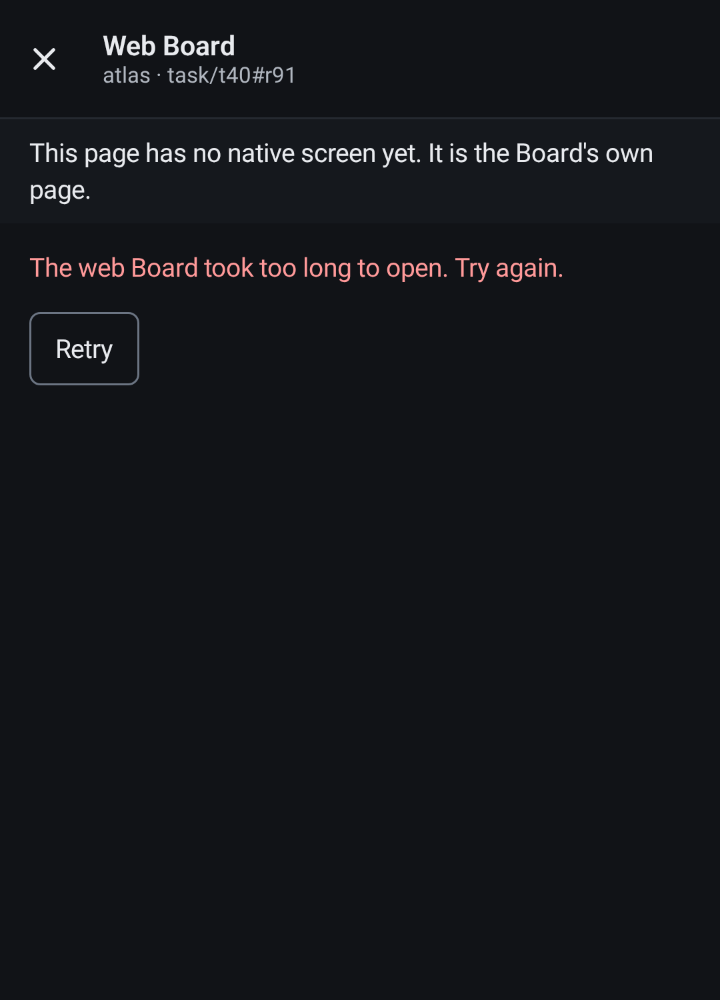 Web Board
atlas · task/t40#r91
This page has no native screen yet. It is the Board's own
page.
The web Board took too long to open. Try again.
Retry